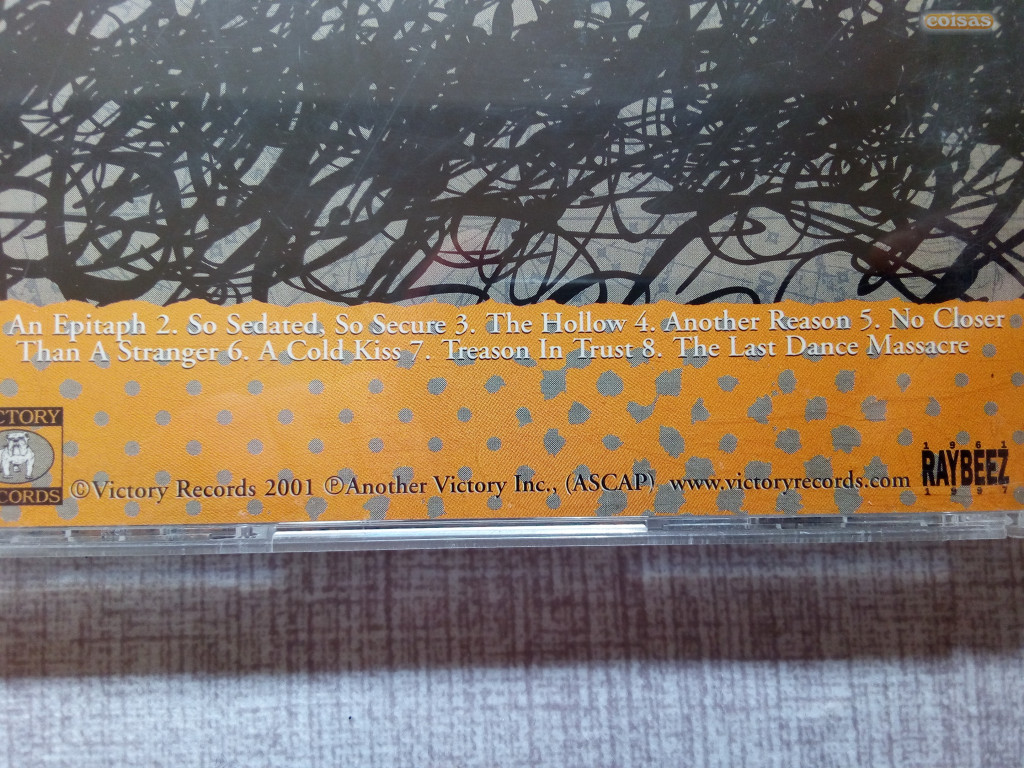 coisas
An Epitaph 2. So Sedated, So Secure 3. The Hollow 4. Another Reason 5. No Closer
Than A Stranger 6. A Cold Kiss 7. Treason In Trust 8. The Last Dance Massacre
CTORY
CORDS
©Victory Records 2001 ℗Another Victory Inc., (ASCAP) www.victoryrecords.com
1961
RAYBEEZ
1997